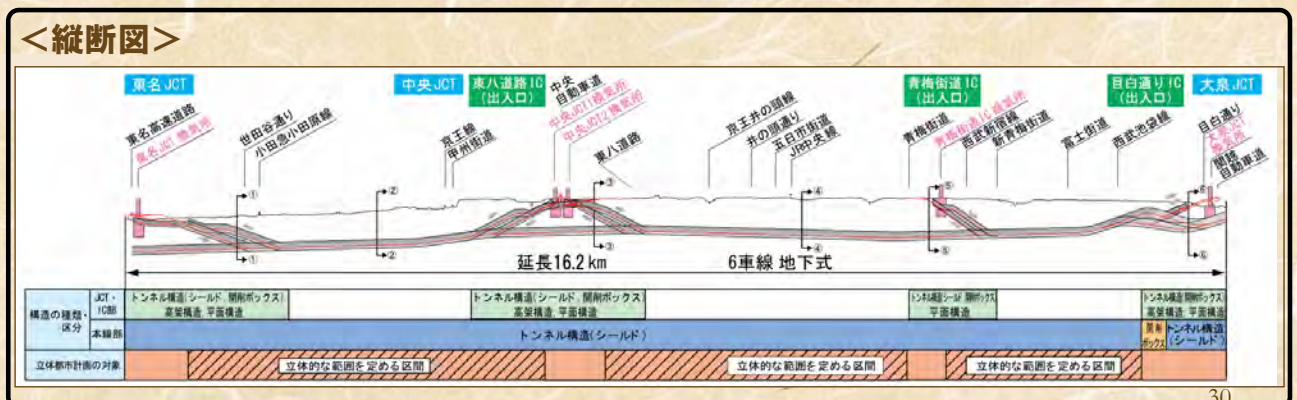 <縦断図>
東名JCT
中央JCT
東八道路IC
(出入口)
青梅街道IC
(出入口)
目白通りIC
(出入口)
大泉JCT
東名高速道路
東名JCT 換気所
世田谷通り
小田急小田原線
京王線
甲州街道
中央
自動車道
中央JCT1換気所
中央JCT2換気所
東八道路
京王井の頭線
井の頭通り
五日市街道
JR中央線
青梅街道
青梅街道IC換気所
西武新宿線
新青梅街道
富士街道
西武池袋線
目白通り
大泉JCT
換気所
関越
自動車道
① ② ③ ④ ⑤ ⑥
① ② ③ ④ ⑤ ⑥
延長16.2km 6車線 地下式
構造の種類・
区分
JCT・
IC部
トンネル構造(シールド、開削ボックス)
高架構造、平面構造
トンネル構造(シールド、開削ボックス)
高架構造、平面構造
トンネル構造(シールド、開削ボックス)
平面構造
トンネル構造(開削ボックス)
高架構造、平面構造
本線部
トンネル構造(シールド)
開削
ボックス
トンネル構造
(シールド)
立体都市計画の対象
立体的な範囲を定める区間
立体的な範囲を定める区間
立体的な範囲を定める区間
30